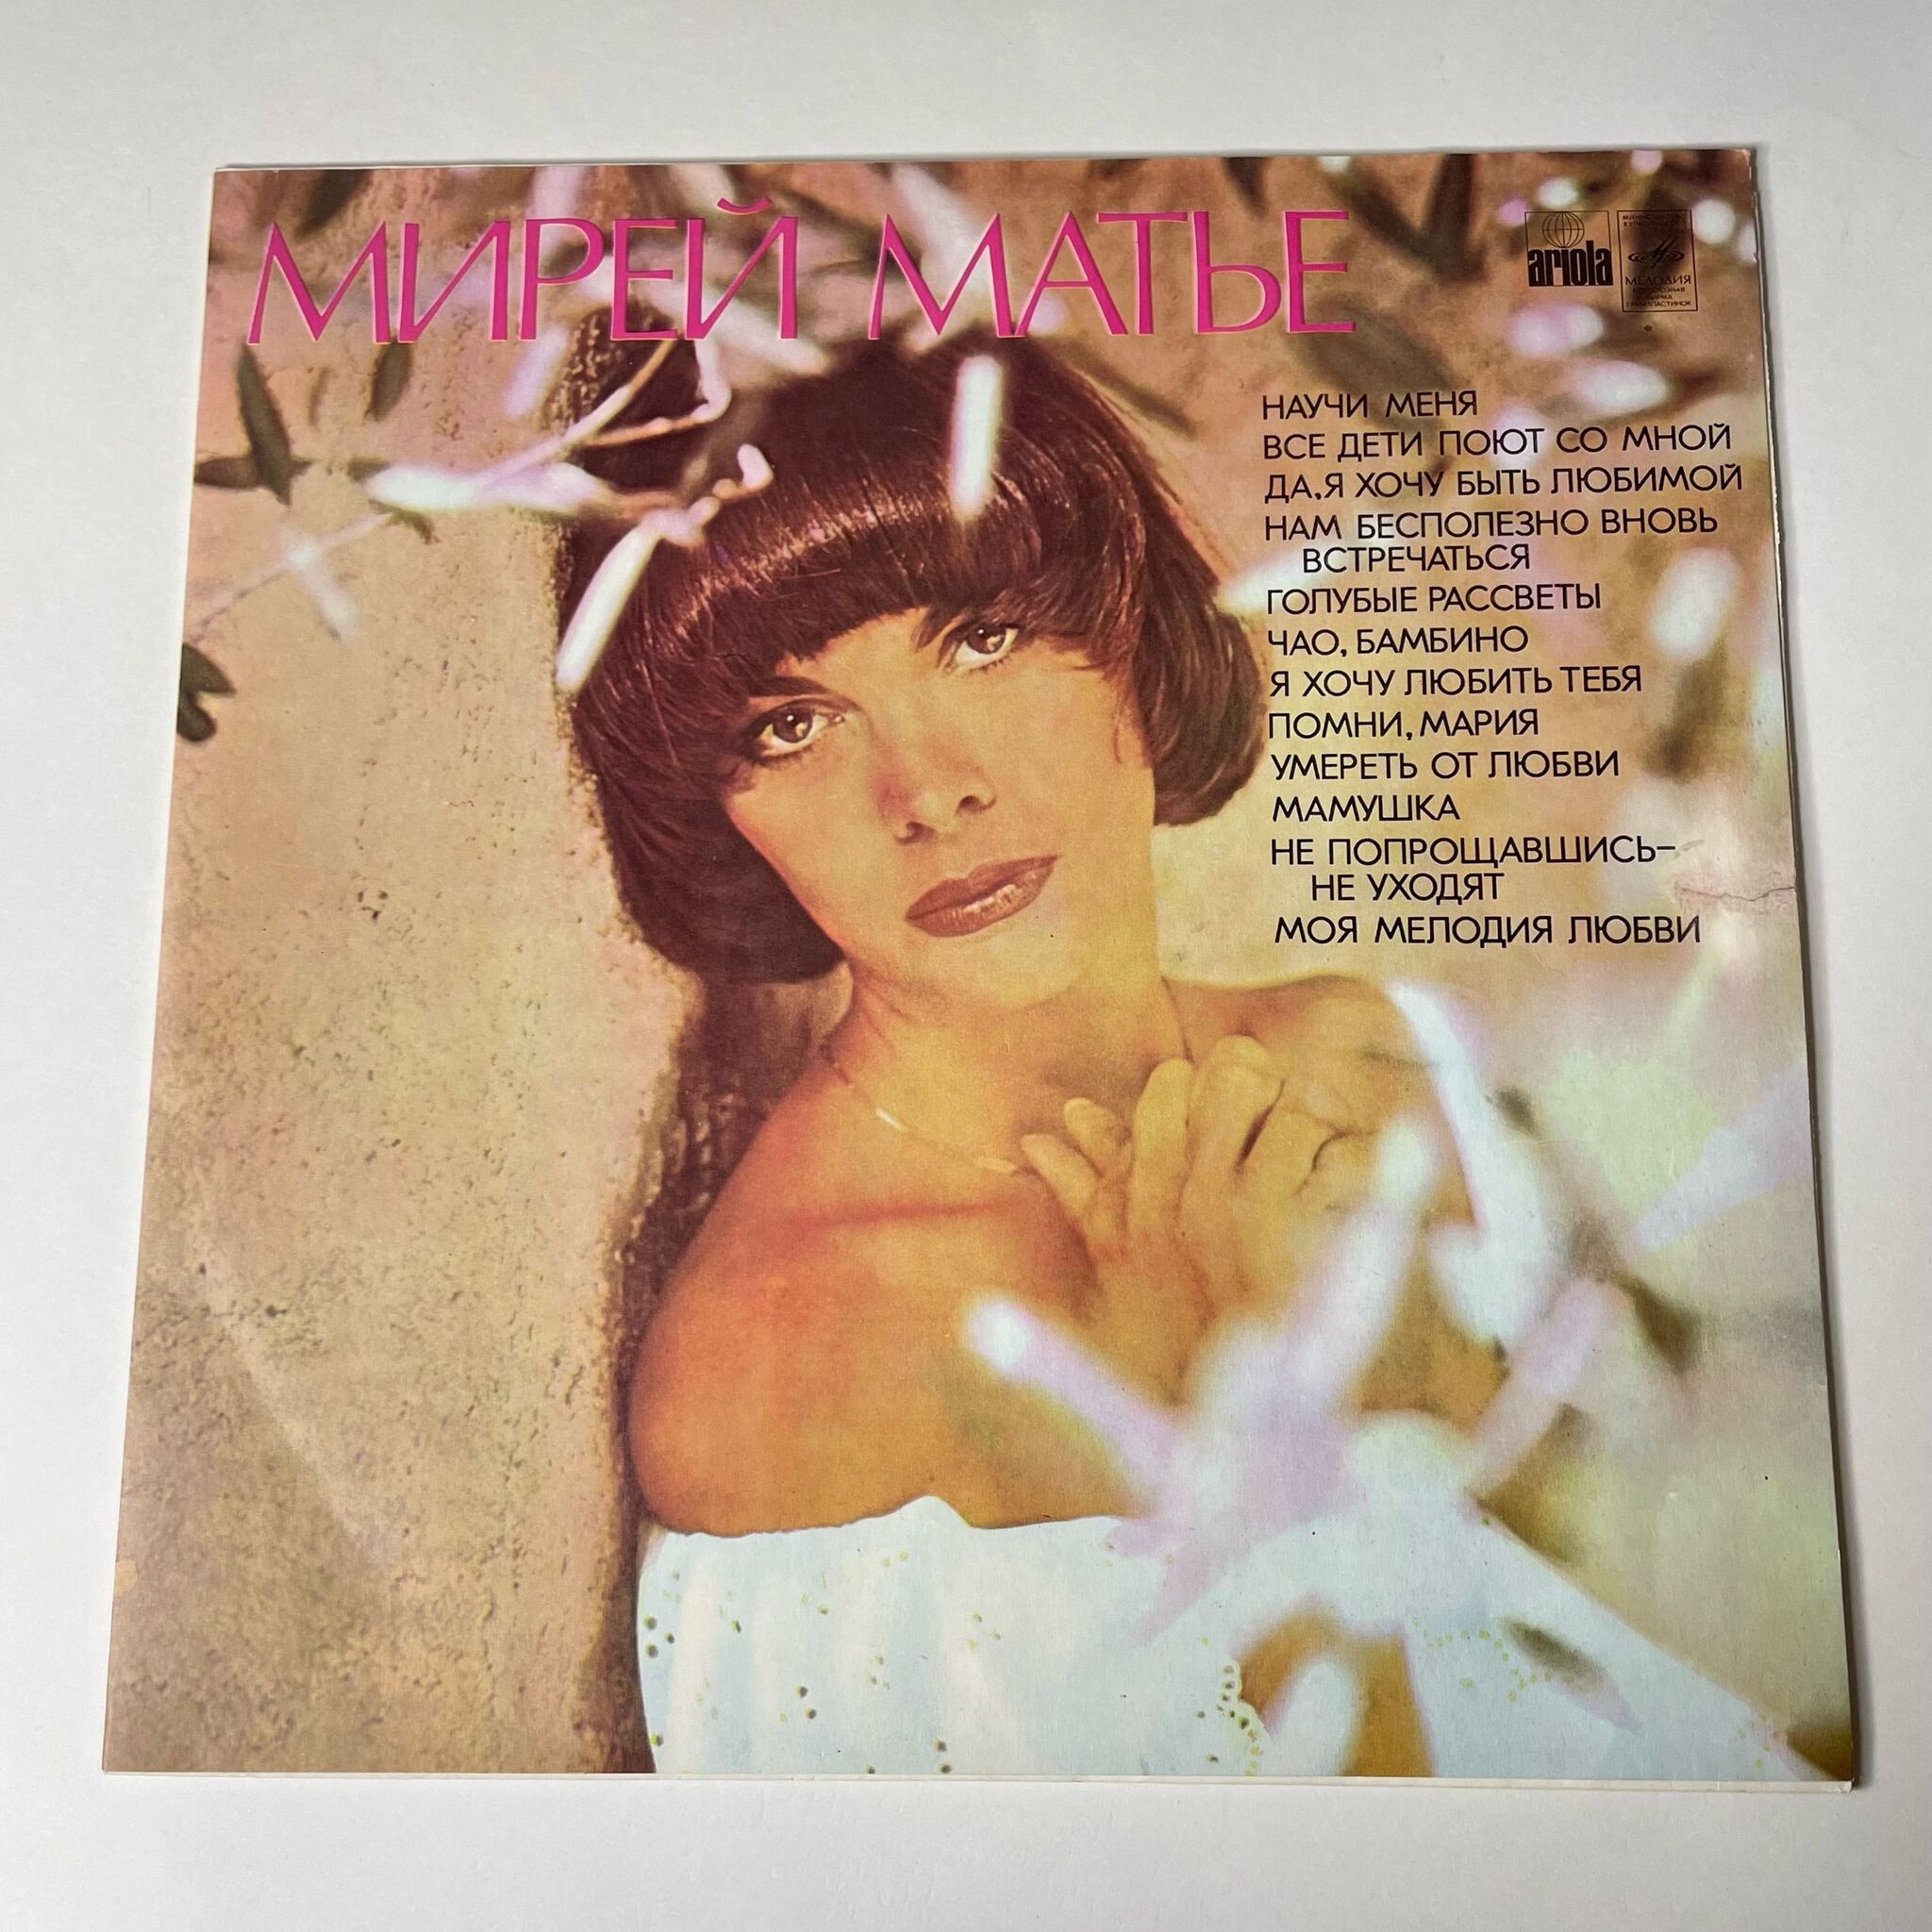 МИРЕЙ МАТЬЕ
ariola
МЕЛОДИЯ
НАУЧИ МЕНЯ
ВСЕ ДЕТИ ПОЮТ СО МНОЙ
ДА,Я ХОЧУ БЫТЬ ЛЮБИМОЙ
НАМ БЕСПОЛЕЗНО ВНОВЬ
ВСТРЕЧАТЬСЯ
ГОЛУБЫЕ РАССВЕТЫ
ЧАО, БАМБИНО
Я ХОЧУ ЛЮБИТЬ ТЕБЯ
ПОМНИ, МАРИЯ
УМЕРЕТЬ ОТ ЛЮБВИ
МАМУШКА
НЕ ПОПРОЩАВШИСЬ–
НЕ УХОДЯТ
МОЯ МЕЛОДИЯ ЛЮБВИ